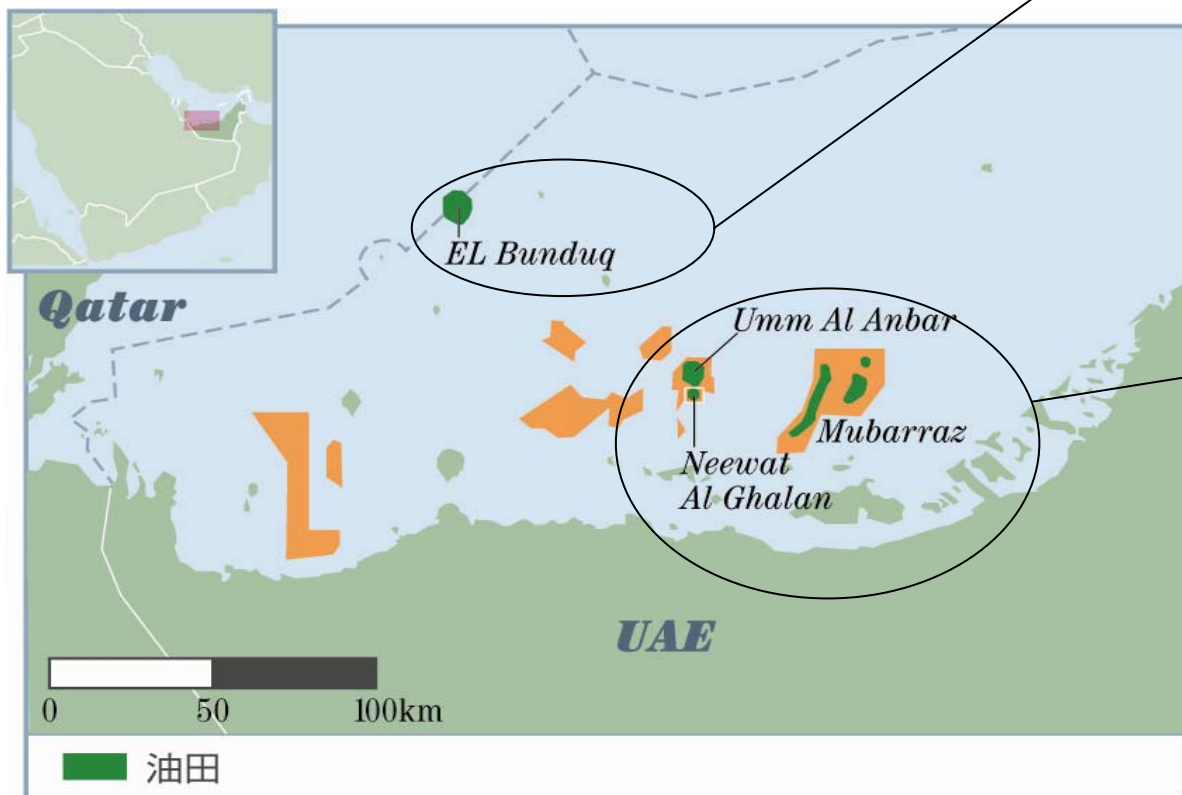 EL Bunduq
Qatar
Umm Al Anbar
Mubarraz
Neewat
Al Ghalan
UAE
0 50 100km
油田